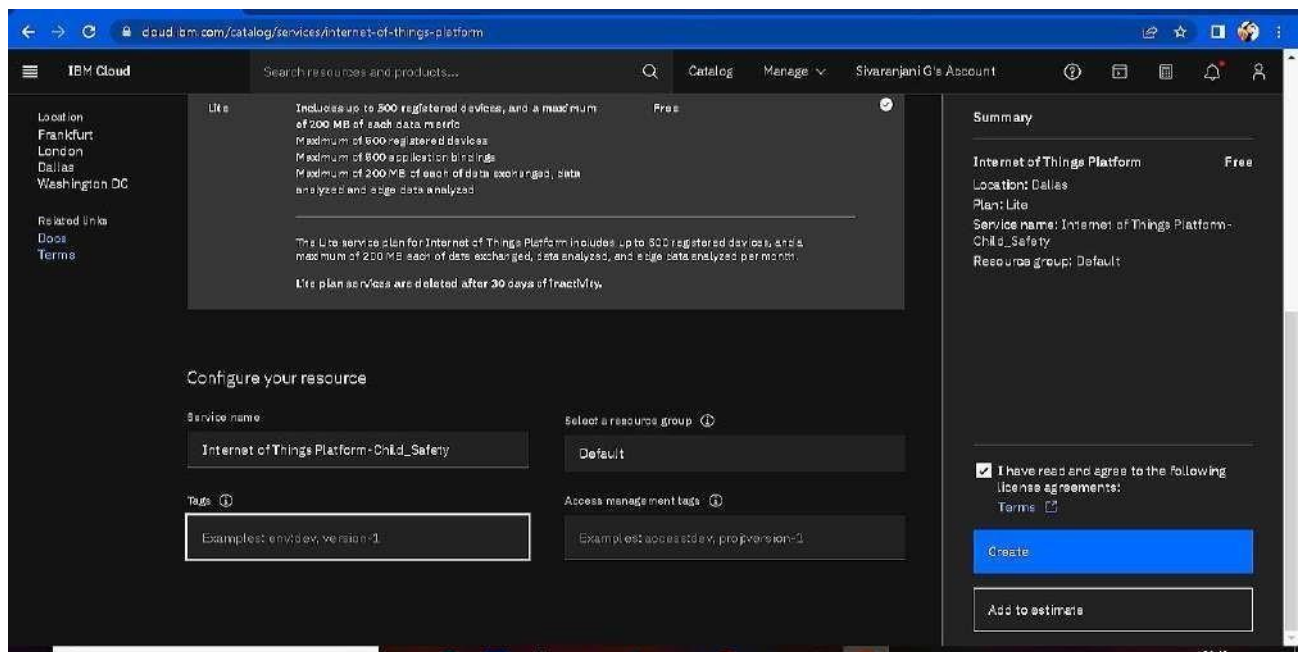 cloud.ibm.com/catalog/services/internet-of-things-platform
IBM Cloud
Search resources and products...
Catalog
Manage
Sivaranjani G's Account
Location
Frankfurt
London
Dallas
Washington DC
Related links
Docs
Terms
Lite
Includes up to 500 registered devices, and a maximum
of 200 MB of each data metric
Maximum of 500 registered devices
Maximum of 500 application bindings
Maximum of 200 MB of each of data exchanged, data
analyzed and edge data analyzed
Free
The Lite service plan for Internet of Things Platform includes up to 500 registered devices, and a
maximum of 200 MB each of data exchanged, data analyzed, and edge data analyzed per month.
Lite plan services are deleted after 30 days of inactivity.
Configure your resource
Service name
Internet of Things Platform-Child_Safety
Select a resource group
Default
Tags
Examples: env:dev, version-1
Access management tags
Examples: access:dev, proj:version-1
Summary
Internet of Things Platform
Free
Location: Dallas
Plan: Lite
Service name: Internet of Things Platform-
Child_Safety
Resource group: Default
I have read and agree to the following
license agreements:
Terms
Create
Add to estimate